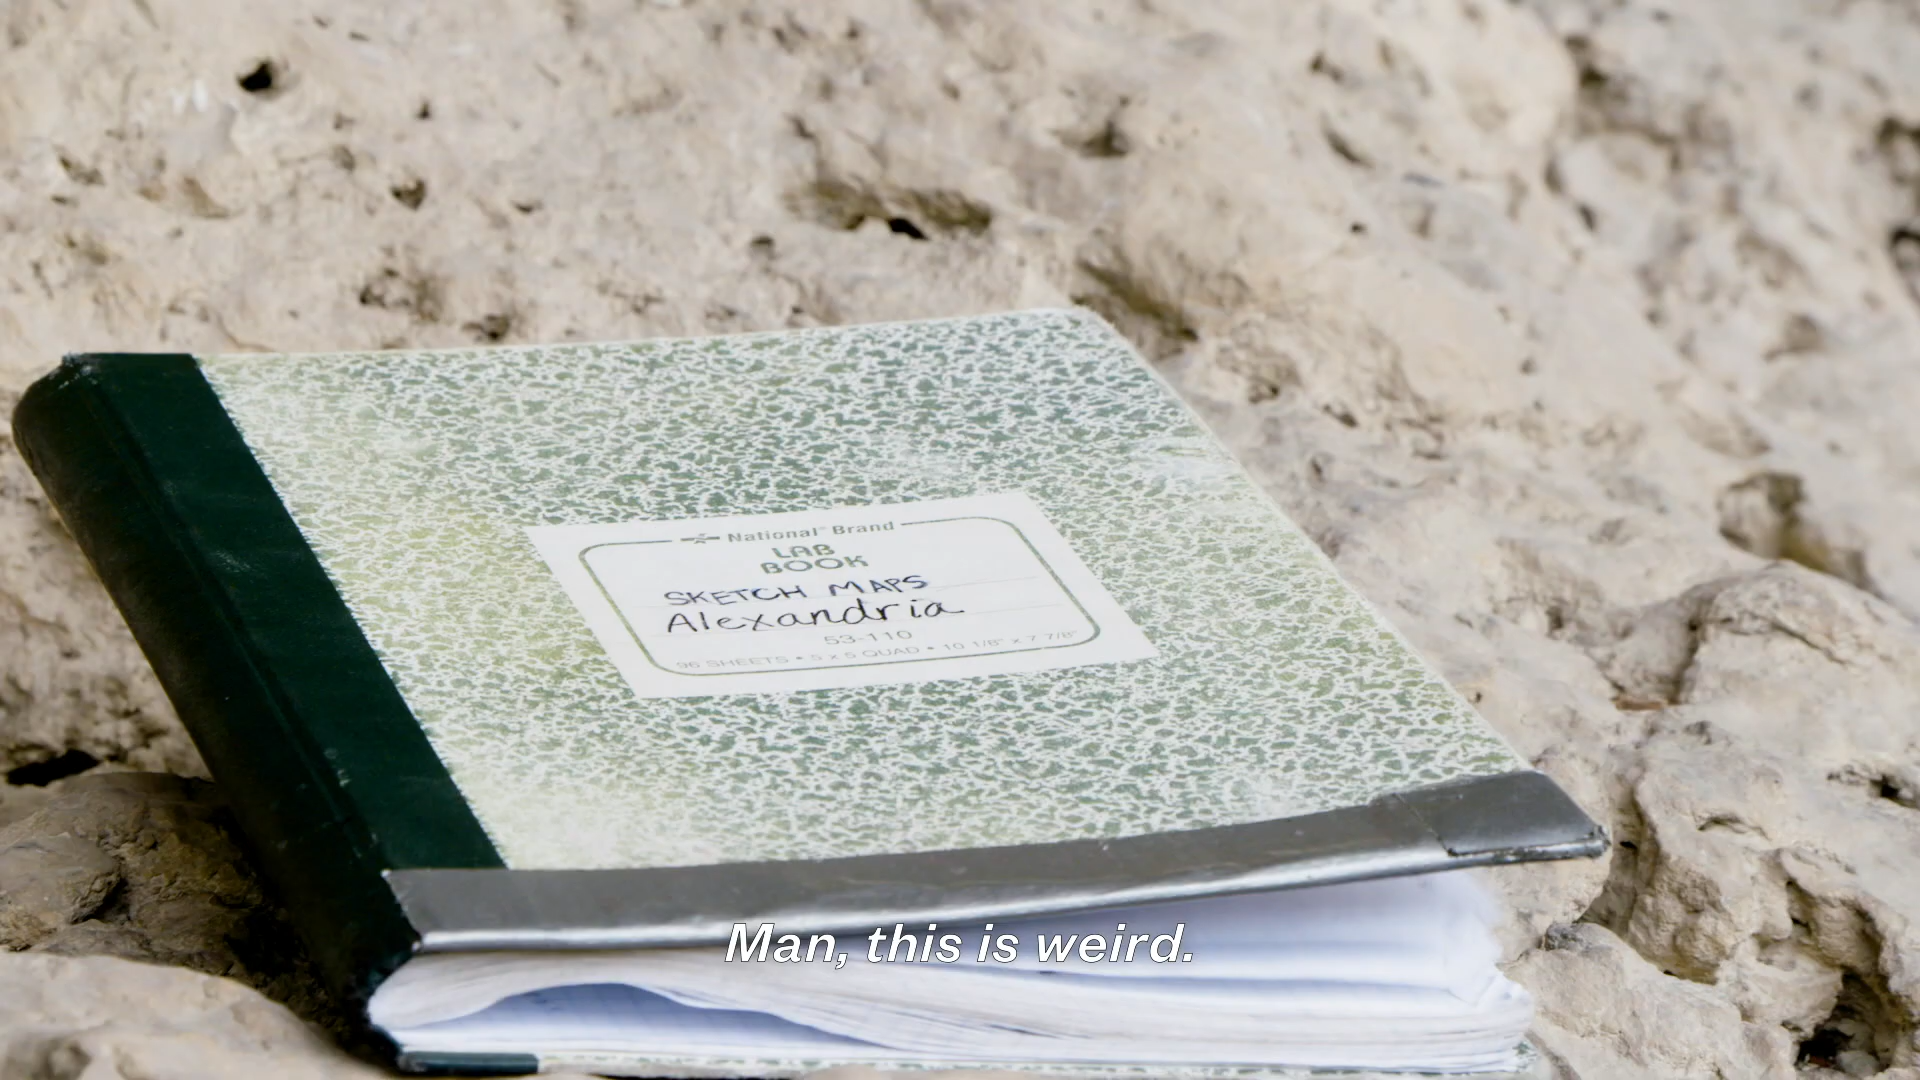 National® Brand
LAB
BOOK
SKETCH MAPS
Alexandria
53-110
96 SHEETS • 5 x 5 QUAD • 10 1/8" x 7 7/8"
Man, this is weird.